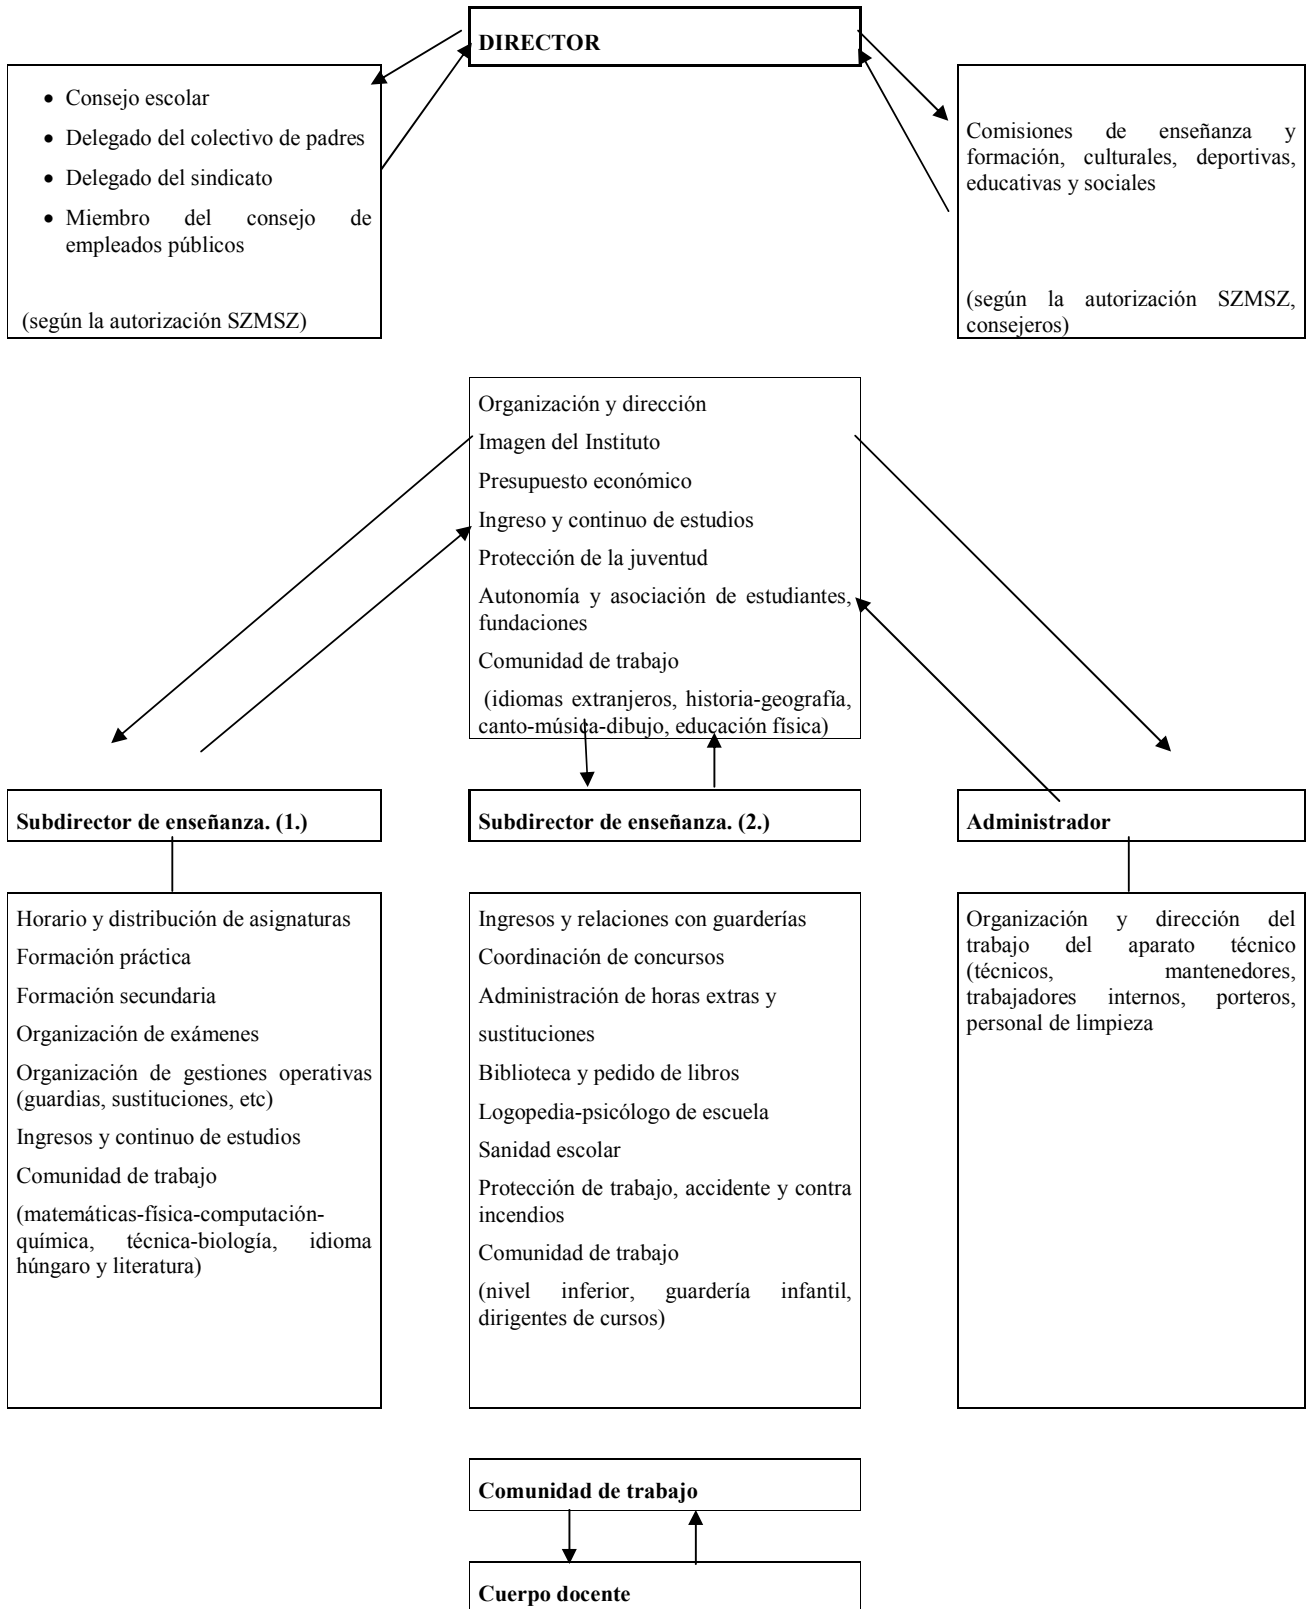 DIRECTOR
• Consejo escolar
• Delegado del colectivo de padres
• Delegado del sindicato
• Miembro del consejo de
empleados públicos
(según la autorización SZMSZ)
Comisiones de enseñanza y
formación, culturales, deportivas,
educativas y sociales
(según la autorización SZMSZ,
consejeros)
Organización y dirección
Imagen del Instituto
Presupuesto económico
Ingreso y continuo de estudios
Protección de la juventud
Autonomía y asociación de estudiantes,
fundaciones
Comunidad de trabajo
(idiomas extranjeros, historia-geografía,
canto-música-dibujo, educación física)
Subdirector de enseñanza. (1.)
Subdirector de enseñanza. (2.)
Administrador
Horario y distribución de asignaturas
Formación práctica
Formación secundaria
Organización de exámenes
Organización de gestiones operativas
(guardias, sustituciones, etc)
Ingresos y continuo de estudios
Comunidad de trabajo
(matemáticas-física-computación-
química, técnica-biología, idioma
húngaro y literatura)
Ingresos y relaciones con guarderías
Coordinación de concursos
Administración de horas extras y
sustituciones
Biblioteca y pedido de libros
Logopedia-psicólogo de escuela
Sanidad escolar
Protección de trabajo, accidente y contra
incendios
Comunidad de trabajo
(nivel inferior, guardería infantil,
dirigentes de cursos)
Organización y dirección del
trabajo del aparato técnico
(técnicos, mantenedores,
trabajadores internos, porteros,
personal de limpieza
Comunidad de trabajo
Cuerpo docente